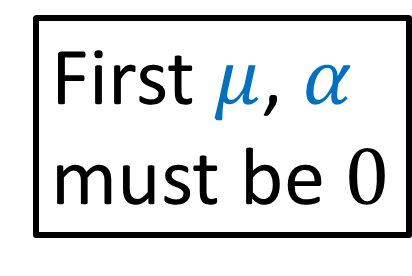 First μ, α
must be 0